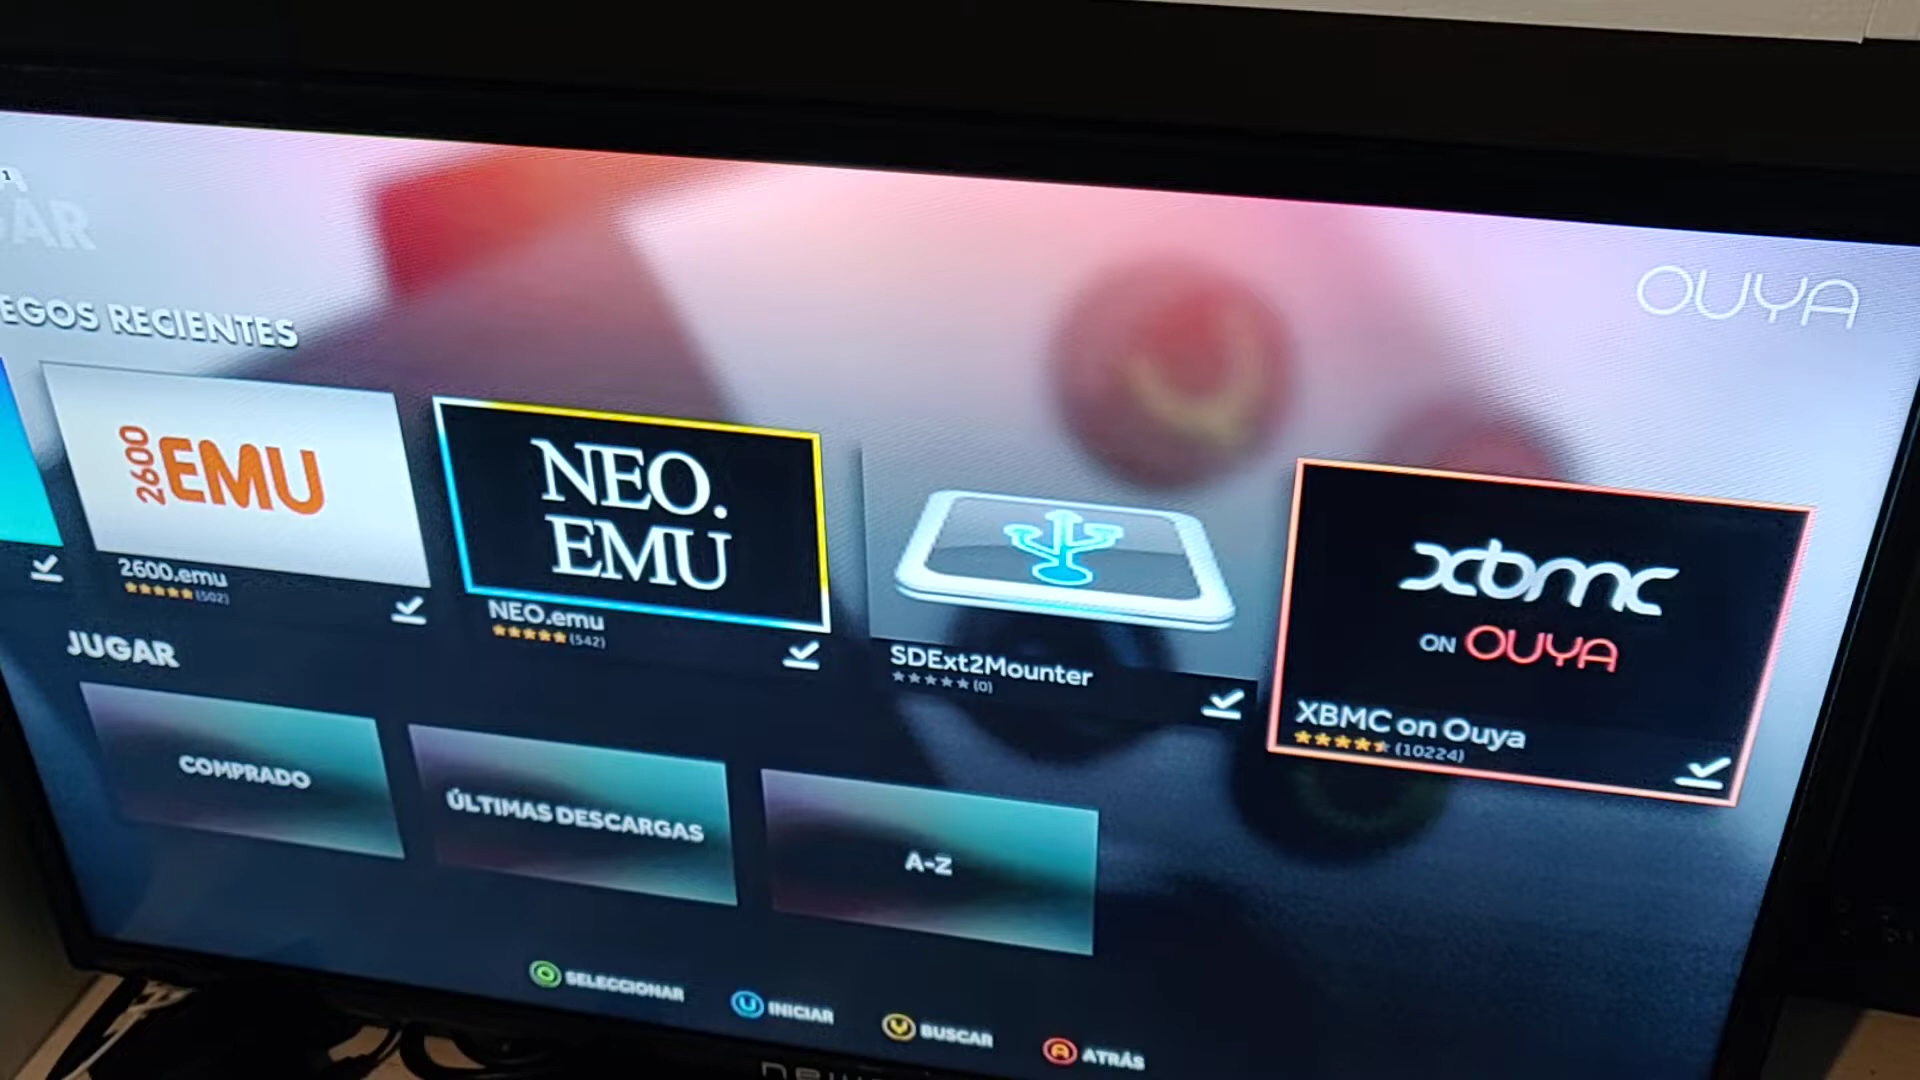 OUYA
EGOS RECIENTES
2600 EMU
2600.emu
(502)
NEO.
EMU
NEO.emu
(542)
SDExt2Mounter
(0)
xbmc
ON OUYA
XBMC on Ouya
(10224)
JUGAR
COMPRADO
ÚLTIMAS DESCARGAS
A-Z
O SELECCIONAR
U INICIAR
Y BUSCAR
A ATRÁS